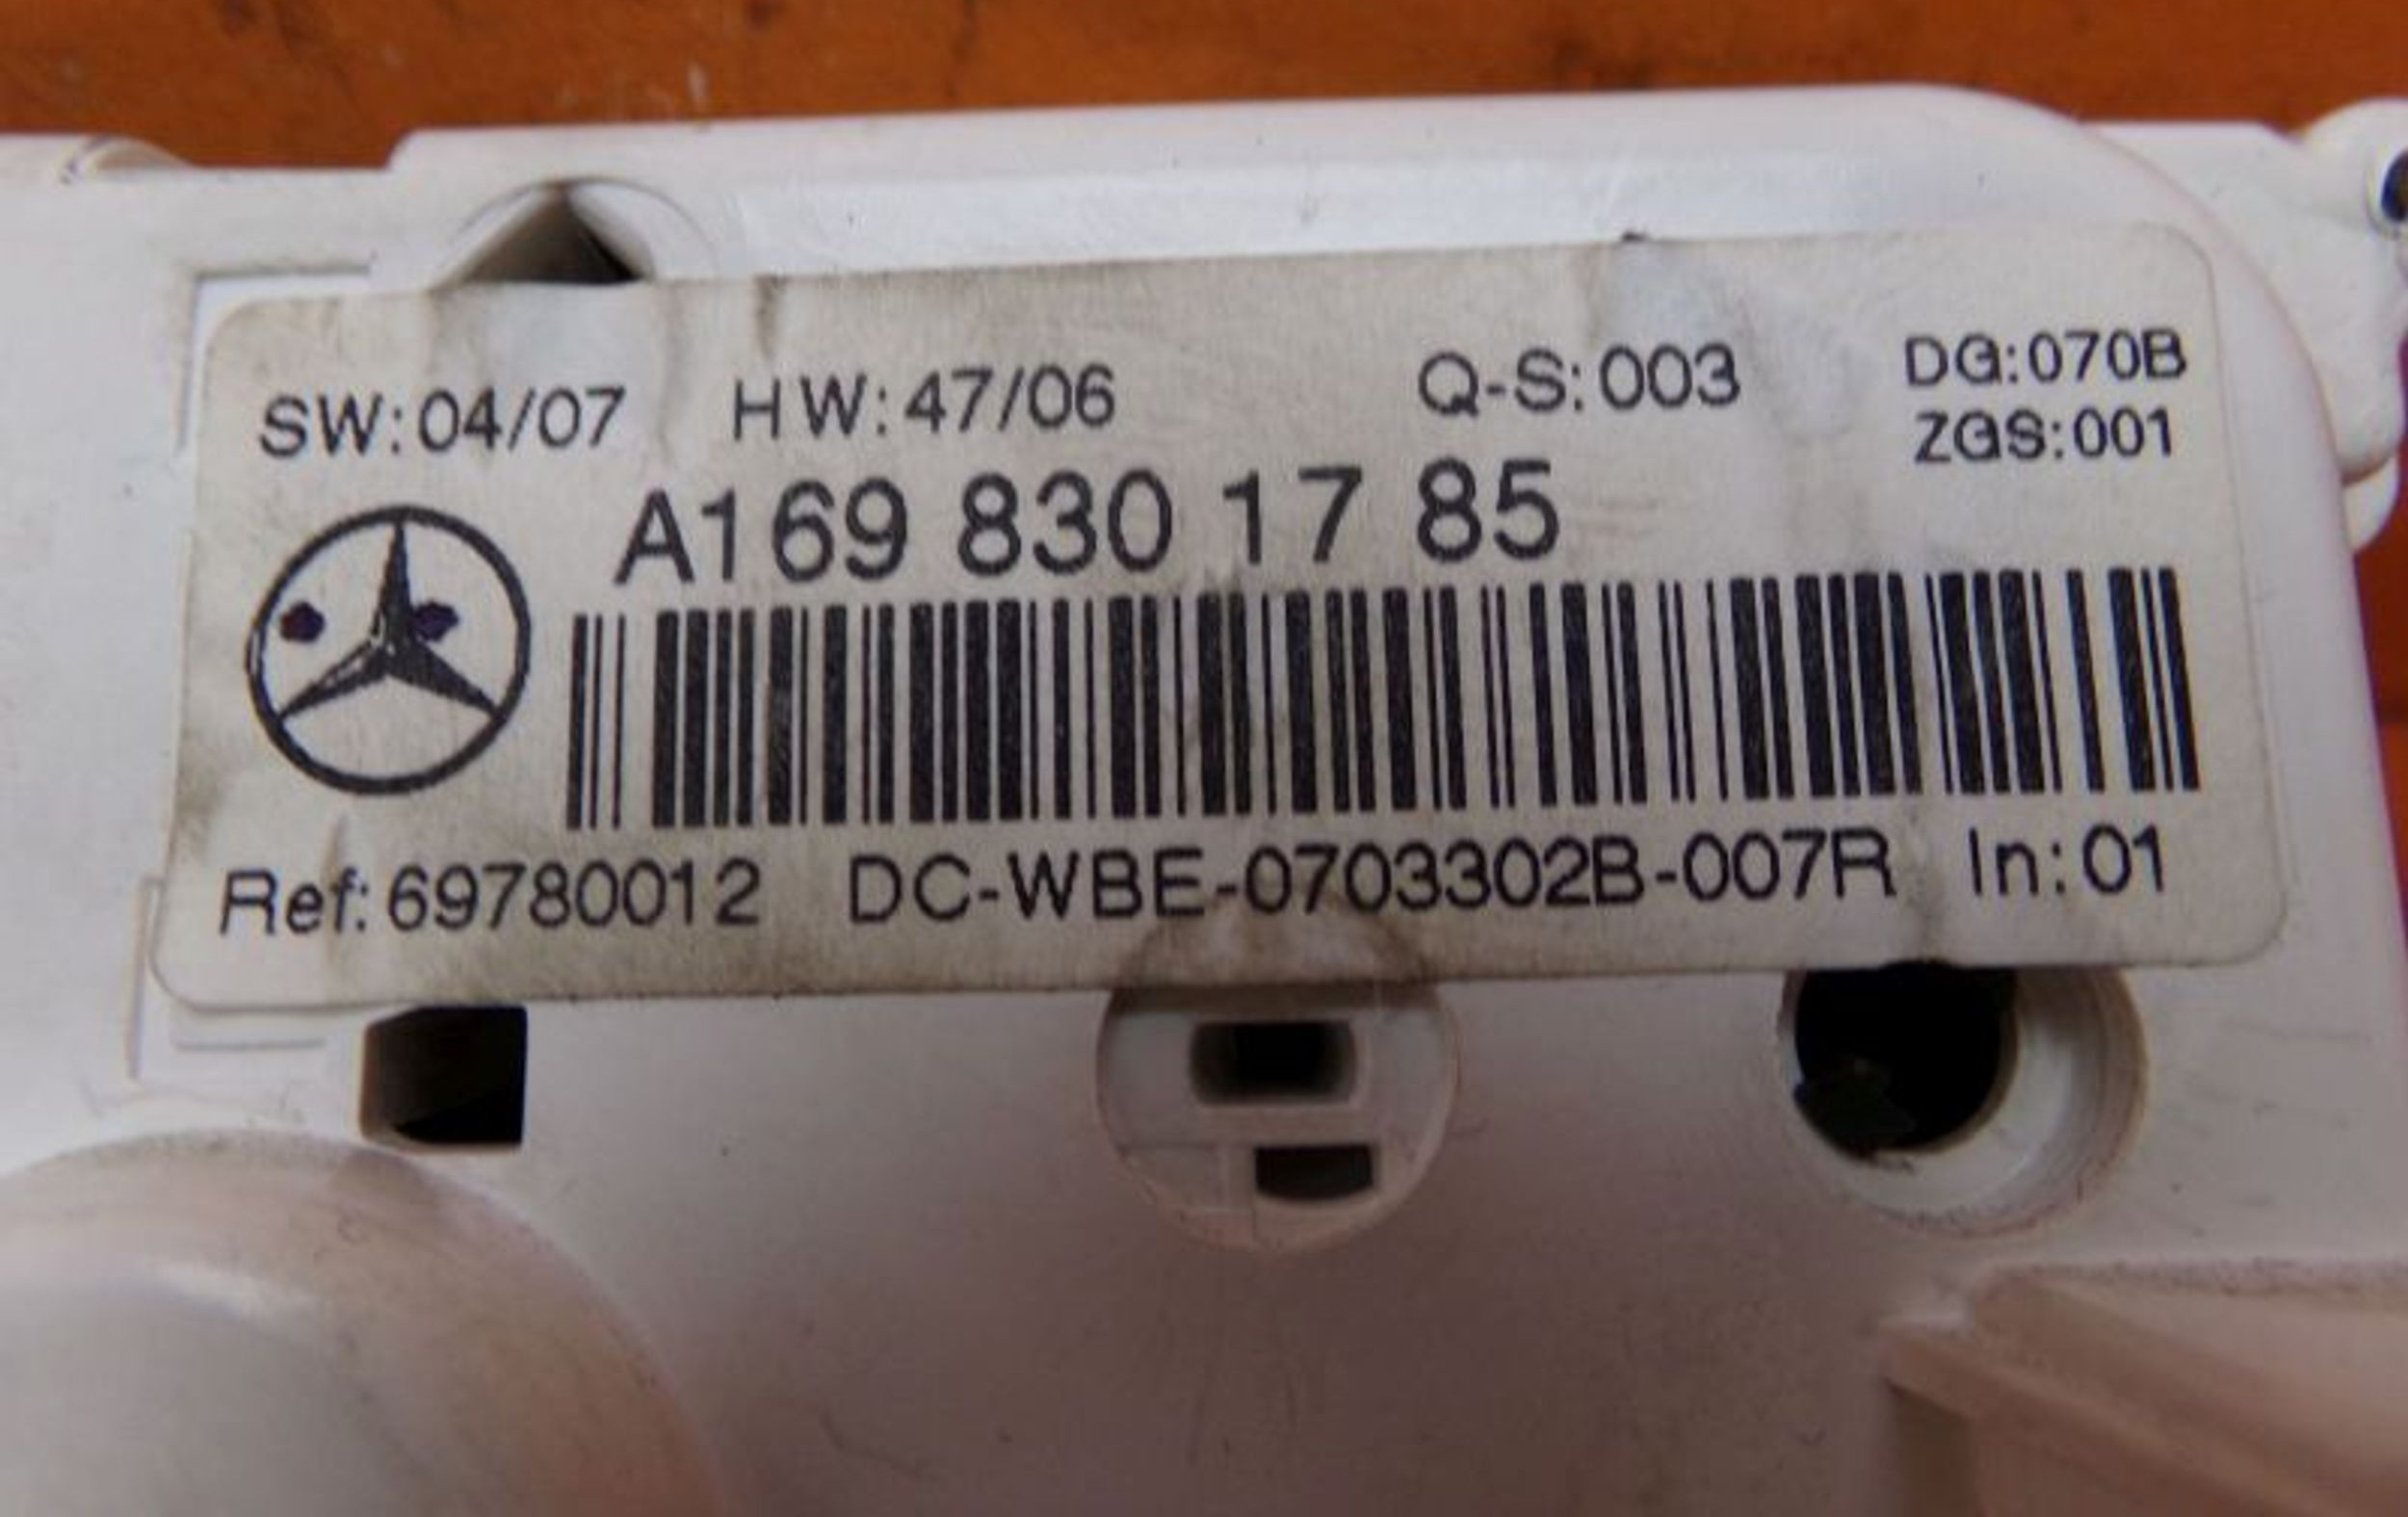 SW:04/07 HW:47/06 Q-S:003 DG:070B
ZGS:001
A169 830 17 85
Ref:69780012 DC-WBE-0703302B-007R In:01